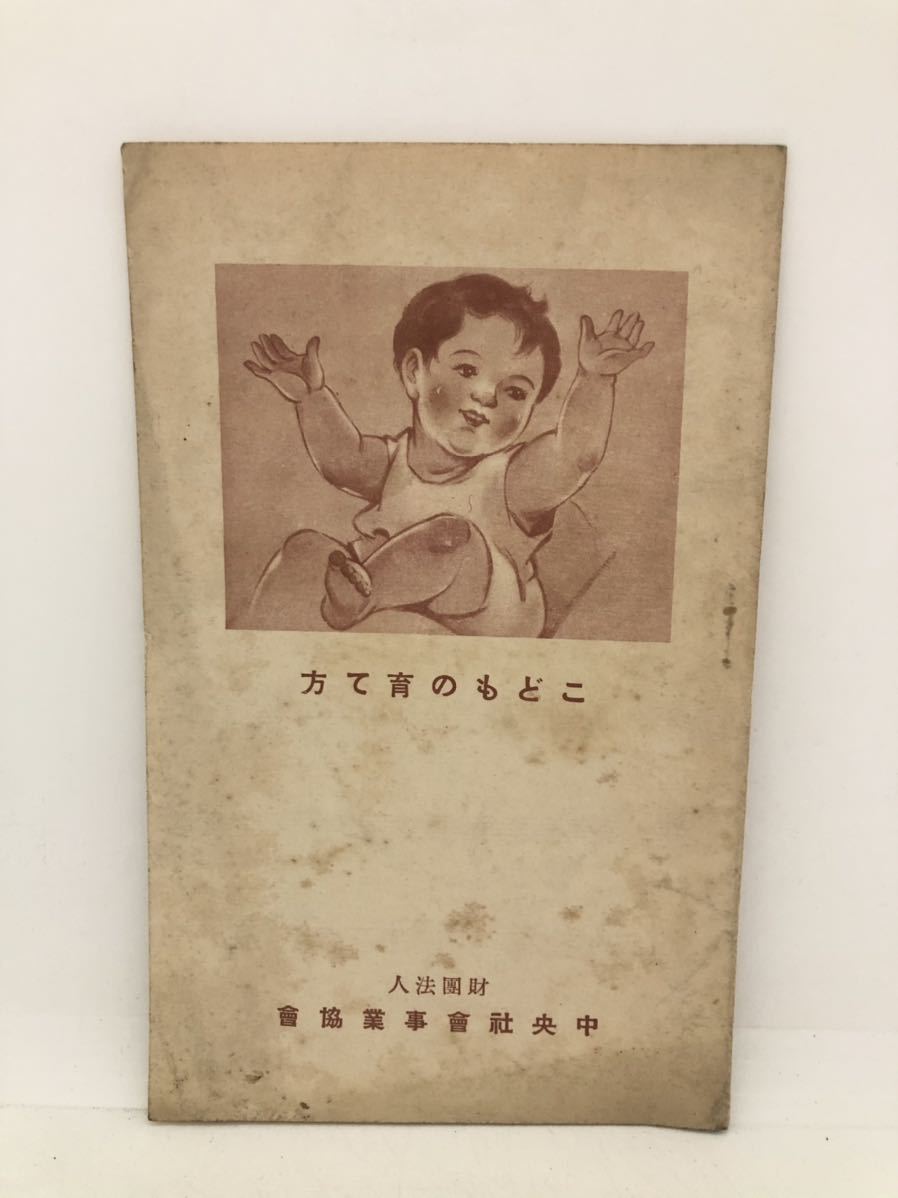 こどもの育て方
財團法人
中央社會事業協會